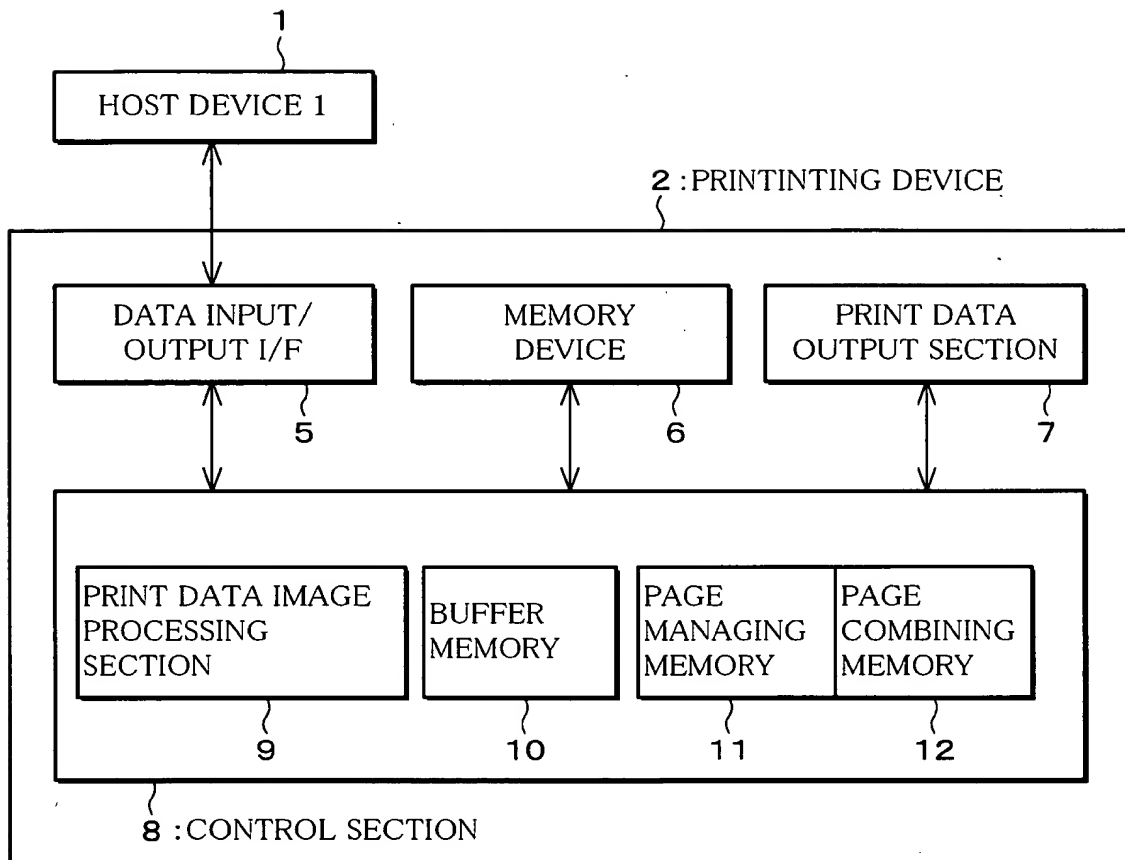 1
HOST DEVICE 1
2 : PRINTINTING DEVICE
DATA INPUT/
OUTPUT I/F
MEMORY
DEVICE
PRINT DATA
OUTPUT SECTION
5
6
7
PRINT DATA IMAGE
PROCESSING
SECTION
BUFFER
MEMORY
PAGE
MANAGING
MEMORY
PAGE
COMBINING
MEMORY
9
10
11
12
8 : CONTROL SECTION